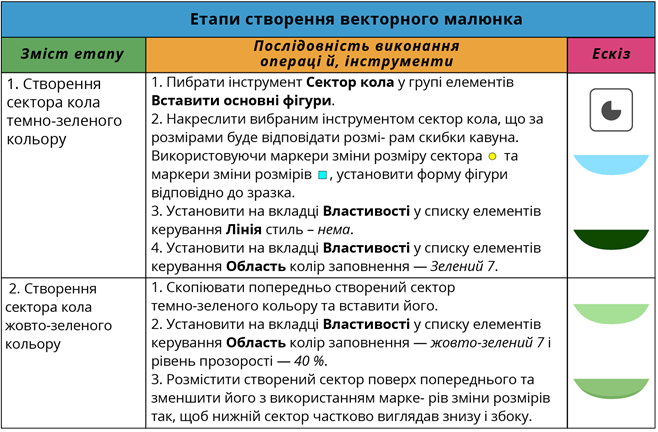 Етапи створення векторного малюнка
Зміст етапу
Послідовність виконання
операці й, інструменти
Ескіз
1. Створення
сектора кола
темно-зеленого
кольору
1. Пибрати інструмент Сектор кола у групі елементів
Вставити основні фігури.
2. Накреслити вибраним інструментом сектор кола, що за
розмірами буде відповідати розмі- рам скибки кавуна.
Використовуючи маркери зміни розміру сектора та
маркери зміни розмірів , установити форму фігури
відповідно до зразка.
3. Установити на вкладці Властивості у списку елементів
керування Лінія стиль – нема.
4. Установити на вкладці Властивості у списку елементів
керування Область колір заповнення — Зелений 7.
2. Створення
сектора кола
жовто-зеленого
кольору
1. Скопіювати попередньо створений сектор
темно-зеленого кольору та вставити його.
2. Установити на вкладці Властивості у списку елементів
керування Область колір заповнення — жовто-зелений 7 і
рівень прозорості — 40 %.
3. Розмістити створений сектор поверх попереднього та
зменшити його з використанням марке- рів зміни розмірів
так, щоб нижній сектор частково виглядав знизу і збоку.